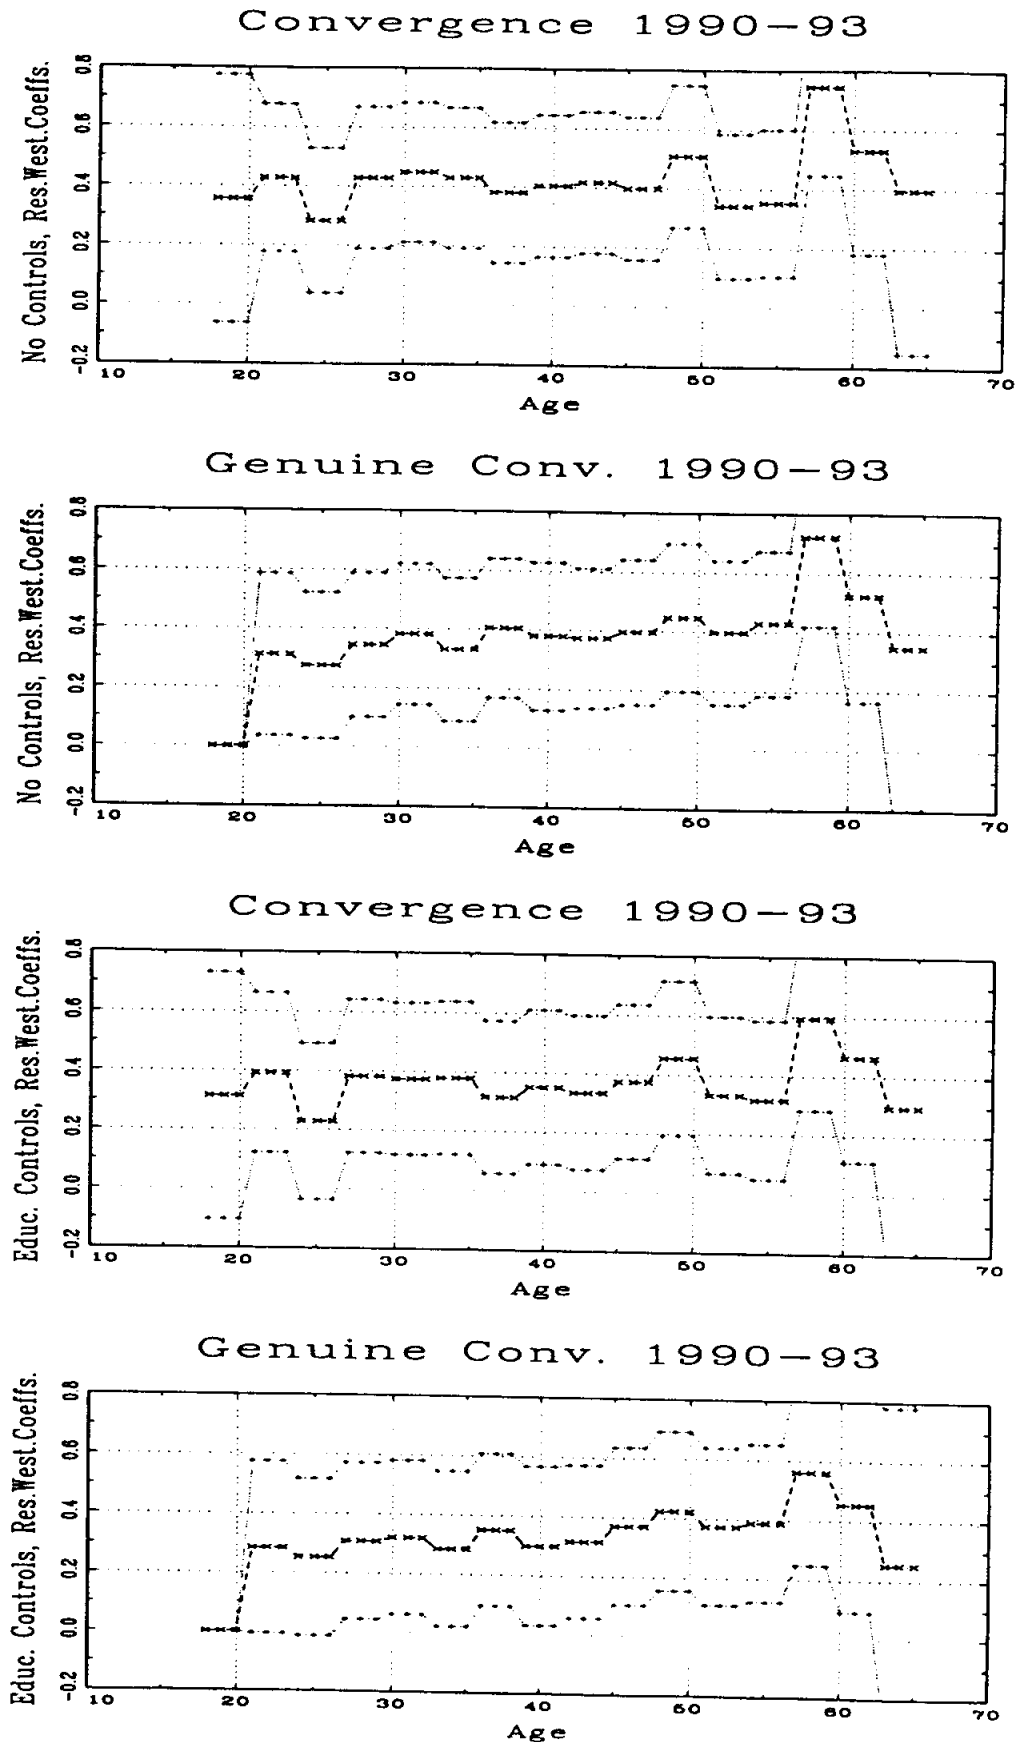 Convergence 1990-93
No Controls, Res.West.Coeffs.
0.8
0.6
0.4
0.2
0.0
-0.2
10 20 30 40 50 60 70
Age
Genuine Conv. 1990-93
No Controls, Res.West.Coeffs.
0.8
0.6
0.4
0.2
0.0
-0.2
10 20 30 40 50 60 70
Age
Convergence 1990-93
Educ. Controls, Res.West.Coeffs.
0.8
0.6
0.4
0.2
0.0
-0.2
10 20 30 40 50 60 70
Age
Genuine Conv. 1990-93
Educ. Controls, Res.West.Coeffs.
0.8
0.6
0.4
0.2
0.0
-0.2
10 20 30 40 50 60 70
Age